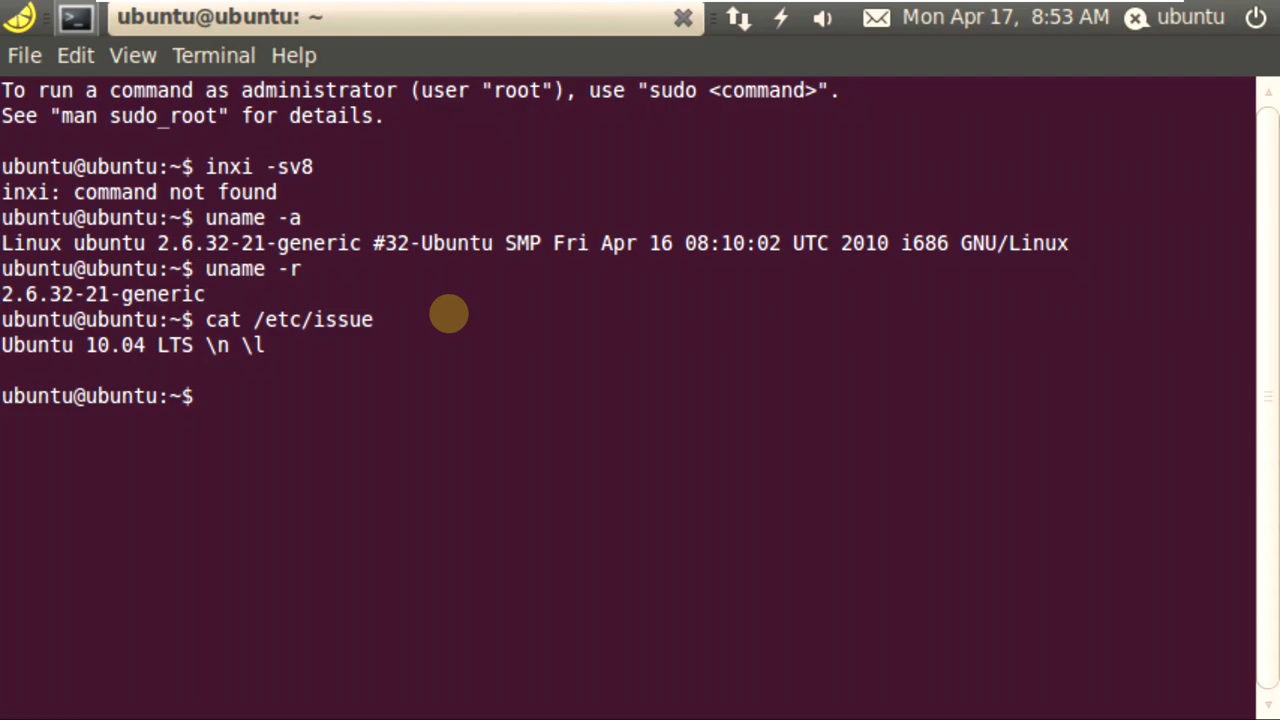 ubuntu@ubuntu: ~
Mon Apr 17, 8:53 AM ubuntu
File Edit View Terminal Help
To run a command as administrator (user "root"), use "sudo <command>".
See "man sudo_root" for details.
ubuntu@ubuntu:~$ inxi -sv8
inxi: command not found
ubuntu@ubuntu:~$ uname -a
Linux ubuntu 2.6.32-21-generic #32-Ubuntu SMP Fri Apr 16 08:10:02 UTC 2010 i686 GNU/Linux
ubuntu@ubuntu:~$ uname -r
2.6.32-21-generic
ubuntu@ubuntu:~$ cat /etc/issue
Ubuntu 10.04 LTS \n \l
ubuntu@ubuntu:~$